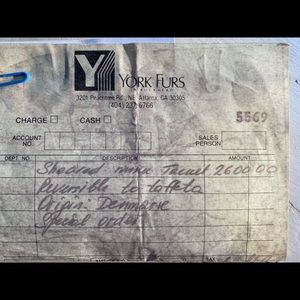 Y
YORK FURS
3201 Peachtree Rd., NE Atlanta, GA 30305
(404) 237-6766
CHARGE CASH 5569
ACCOUNT NO. SALES PERSON
DEPT. NO. DESCRIPTION AMOUNT
Sheared mink Jacket 2600 00
Reversible to taffeta
Origin: Denmark
Special order